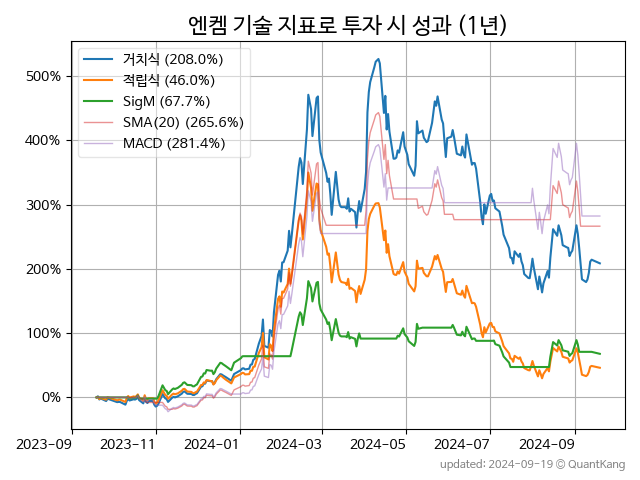 엔켐 기술 지표로 투자 시 성과 (1년)
거치식 (208.0%)
적립식 (46.0%)
SigM (67.7%)
SMA(20) (265.6%)
MACD (281.4%)
500%
400%
300%
200%
100%
0%
2023-09 2023-11 2024-01 2024-03 2024-05 2024-07 2024-09
updated: 2024-09-19 © QuantKang